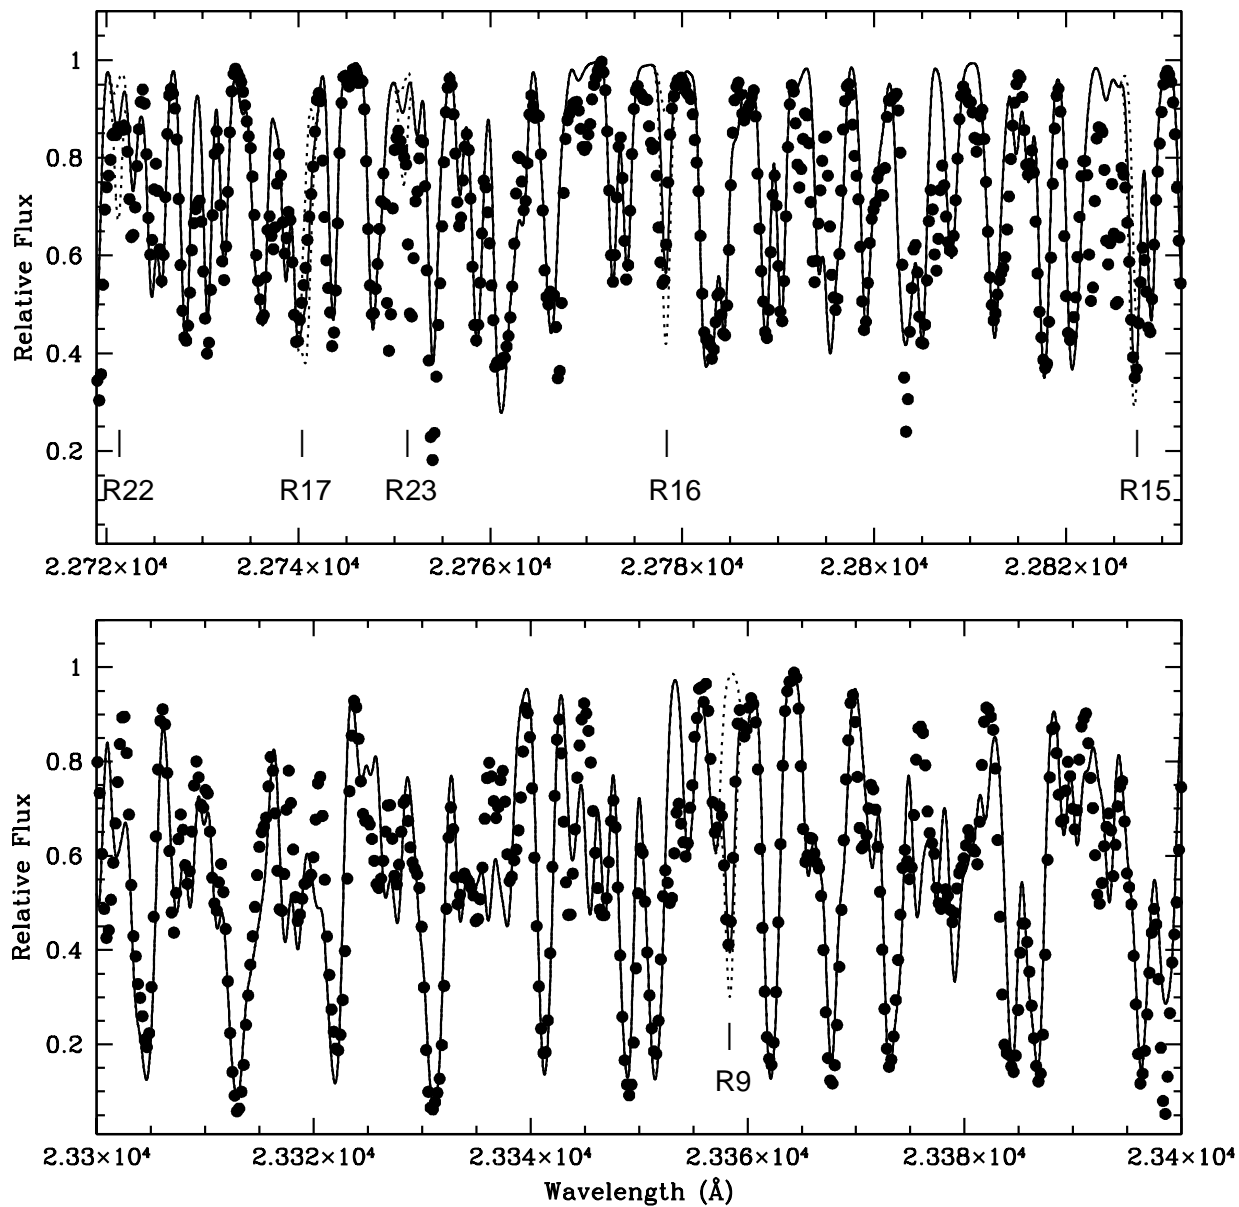 1
0.8
0.6
0.4
0.2
Relative Flux
R22
R17
R23
R16
R15
2.272×10⁴
2.274×10⁴
2.276×10⁴
2.278×10⁴
2.28×10⁴
2.282×10⁴
1
0.8
0.6
0.4
0.2
Relative Flux
R9
2.33×10⁴
2.332×10⁴
2.334×10⁴
2.336×10⁴
2.338×10⁴
2.34×10⁴
Wavelength (Å)